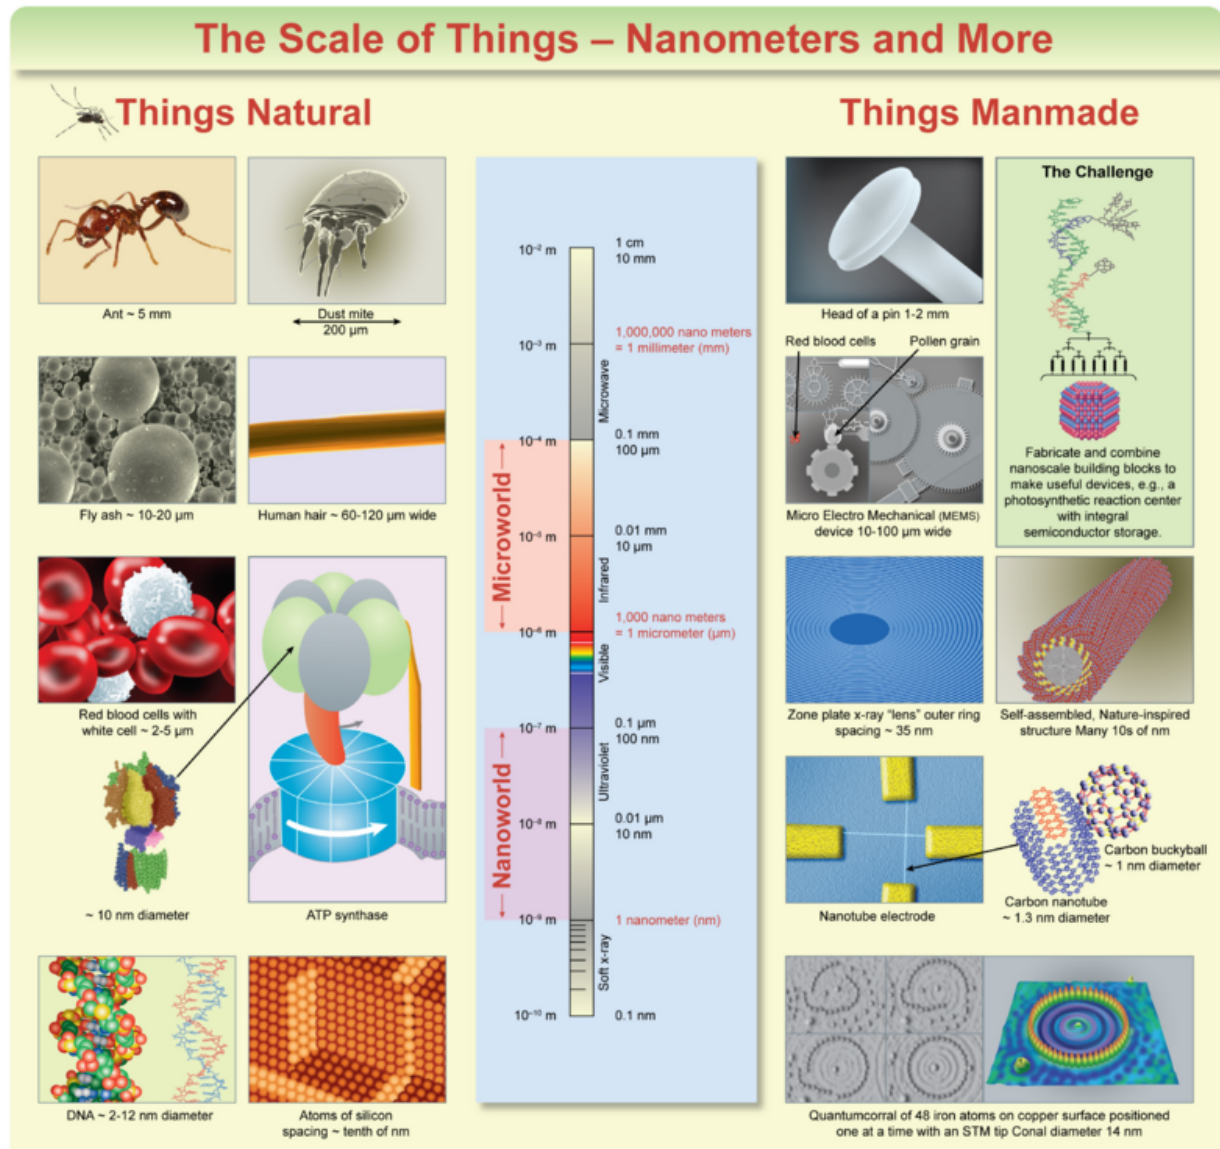 The Scale of Things – Nanometers and More
Things Natural
Ant ~ 5 mm
Dust mite
200 µm
Fly ash ~ 10-20 µm
Human hair ~ 60-120 µm wide
Red blood cells with
white cell ~ 2-5 µm
~ 10 nm diameter
ATP synthase
DNA ~ 2-12 nm diameter
Atoms of silicon
spacing ~ tenth of nm
10⁻² m
10⁻³ m
10⁻⁴ m
10⁻⁵ m
10⁻⁶ m
10⁻⁷ m
10⁻⁸ m
10⁻⁹ m
10⁻¹⁰ m
Microworld
Nanoworld
Microwave
Infrared
Visible
Ultraviolet
Soft x-ray
1 cm
10 mm
1,000,000 nano meters
= 1 millimeter (mm)
0.1 mm
100 µm
0.01 mm
10 µm
1,000 nano meters
= 1 micrometer (µm)
0.1 µm
100 nm
0.01 µm
10 nm
1 nanometer (nm)
0.1 nm
Things Manmade
Head of a pin 1-2 mm
Red blood cells
Pollen grain
Micro Electro Mechanical (MEMS)
device 10-100 µm wide
The Challenge
Fabricate and combine
nanoscale building blocks to
make useful devices, e.g., a
photosynthetic reaction center
with integral
semiconductor storage.
Zone plate x-ray “lens” outer ring
spacing ~ 35 nm
Self-assembled, Nature-inspired
structure Many 10s of nm
Nanotube electrode
Carbon buckyball
~ 1 nm diameter
Carbon nanotube
~ 1.3 nm diameter
Quantumcorral of 48 iron atoms on copper surface positioned
one at a time with an STM tip Conal diameter 14 nm